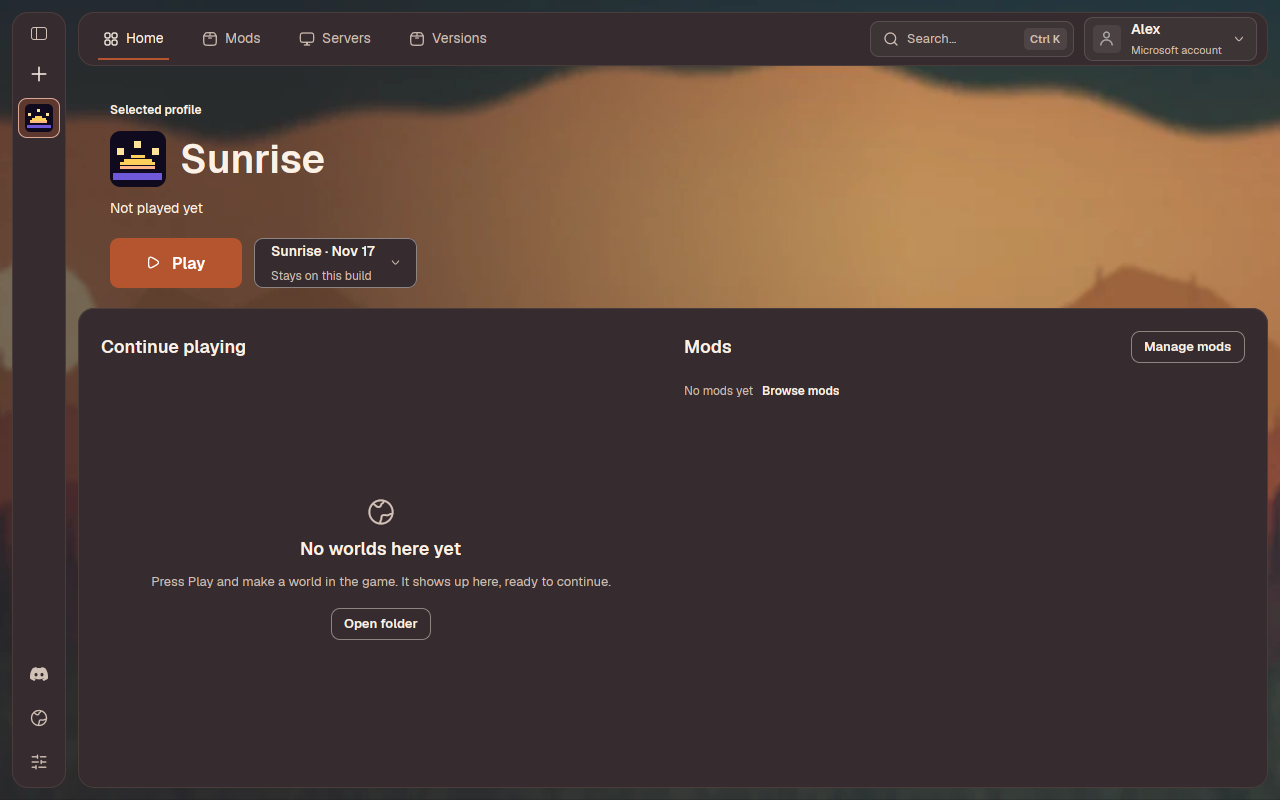 Home
Mods
Servers
Versions
Search...
Ctrl K
Alex
Microsoft account
Selected profile
Sunrise
Not played yet
Play
Sunrise · Nov 17
Stays on this build
Continue playing
Mods
Manage mods
No mods yet Browse mods
No worlds here yet
Press Play and make a world in the game. It shows up here, ready to continue.
Open folder